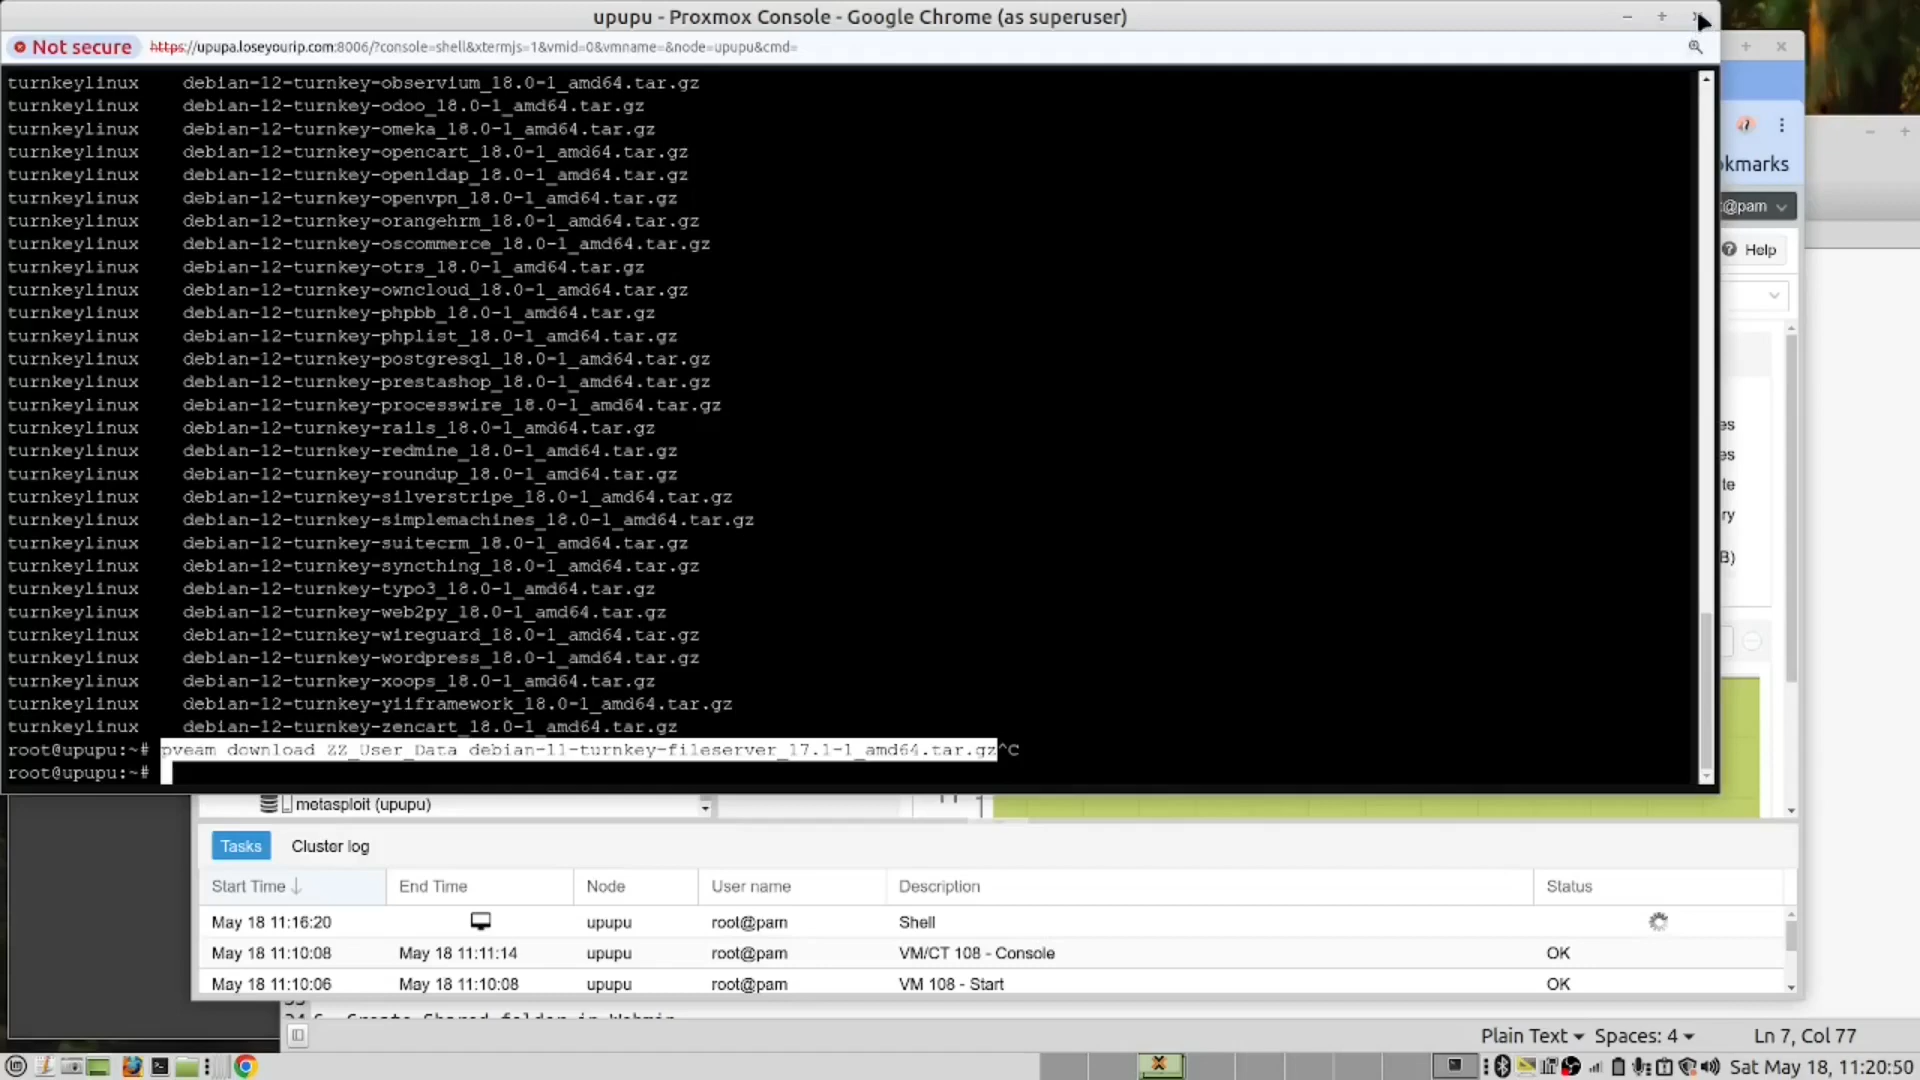 upupu - Proxmox Console - Google Chrome (as superuser)
Not secure https://upupa.loseyourip.com:8006/?console=shell&xtermjs=1&vmid=0&vmname=&node=upupu&cmd=
turnkeylinux debian-12-turnkey-observium_18.0-1_amd64.tar.gz
turnkeylinux debian-12-turnkey-odoo_18.0-1_amd64.tar.gz
turnkeylinux debian-12-turnkey-omeka_18.0-1_amd64.tar.gz
turnkeylinux debian-12-turnkey-opencart_18.0-1_amd64.tar.gz
turnkeylinux debian-12-turnkey-openldap_18.0-1_amd64.tar.gz
turnkeylinux debian-12-turnkey-openvpn_18.0-1_amd64.tar.gz
turnkeylinux debian-12-turnkey-orangehrm_18.0-1_amd64.tar.gz
turnkeylinux debian-12-turnkey-oscommerce_18.0-1_amd64.tar.gz
turnkeylinux debian-12-turnkey-otrs_18.0-1_amd64.tar.gz
turnkeylinux debian-12-turnkey-owncloud_18.0-1_amd64.tar.gz
turnkeylinux debian-12-turnkey-phpbb_18.0-1_amd64.tar.gz
turnkeylinux debian-12-turnkey-phplist_18.0-1_amd64.tar.gz
turnkeylinux debian-12-turnkey-postgresql_18.0-1_amd64.tar.gz
turnkeylinux debian-12-turnkey-prestashop_18.0-1_amd64.tar.gz
turnkeylinux debian-12-turnkey-processwire_18.0-1_amd64.tar.gz
turnkeylinux debian-12-turnkey-rails_18.0-1_amd64.tar.gz
turnkeylinux debian-12-turnkey-redmine_18.0-1_amd64.tar.gz
turnkeylinux debian-12-turnkey-roundup_18.0-1_amd64.tar.gz
turnkeylinux debian-12-turnkey-silverstripe_18.0-1_amd64.tar.gz
turnkeylinux debian-12-turnkey-simplemachines_18.0-1_amd64.tar.gz
turnkeylinux debian-12-turnkey-suitecrm_18.0-1_amd64.tar.gz
turnkeylinux debian-12-turnkey-syncthing_18.0-1_amd64.tar.gz
turnkeylinux debian-12-turnkey-typo3_18.0-1_amd64.tar.gz
turnkeylinux debian-12-turnkey-web2py_18.0-1_amd64.tar.gz
turnkeylinux debian-12-turnkey-wireguard_18.0-1_amd64.tar.gz
turnkeylinux debian-12-turnkey-wordpress_18.0-1_amd64.tar.gz
turnkeylinux debian-12-turnkey-xoops_18.0-1_amd64.tar.gz
turnkeylinux debian-12-turnkey-yiiframework_18.0-1_amd64.tar.gz
turnkeylinux debian-12-turnkey-zencart_18.0-1_amd64.tar.gz
root@upupu:~# pveam download ZZ_User_Data debian-11-turnkey-fileserver_17.1-1_amd64.tar.gz^C
root@upupu:~#
kmarks
@pam
Help
es
es
te
ry
B)
metasploit (upupu)
Tasks Cluster log
Start Time End Time Node User name Description Status
May 18 11:16:20 upupu root@pam Shell
May 18 11:10:08 May 18 11:11:14 upupu root@pam VM/CT 108 - Console OK
May 18 11:10:06 May 18 11:10:08 upupu root@pam VM 108 - Start OK
Plain Text Spaces: 4 Ln 7, Col 77
Sat May 18, 11:20:50